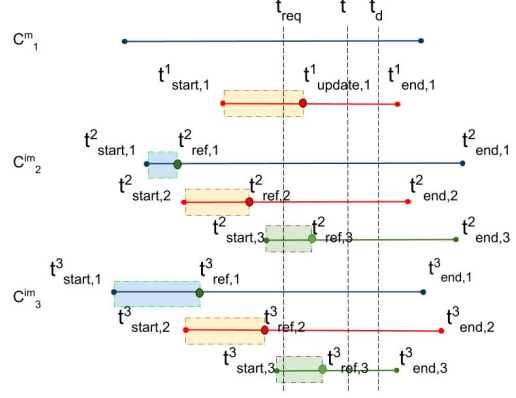 t_req t t_d
C^m_1
t^1_start,1 t^1_update,1 t^1_end,1
t^2_start,1 t^2_ref,1 t^2_end,1
C^im_2
t^2_start,2 t^2_ref,2 t^2_end,2
t^2_start,3 t^2_ref,3 t^2_end,3
t^3_start,1 t^3_ref,1 t^3_end,1
C^im_3
t^3_start,2 t^3_ref,2 t^3_end,2
t^3_start,3 t^3_ref,3 t^3_end,3